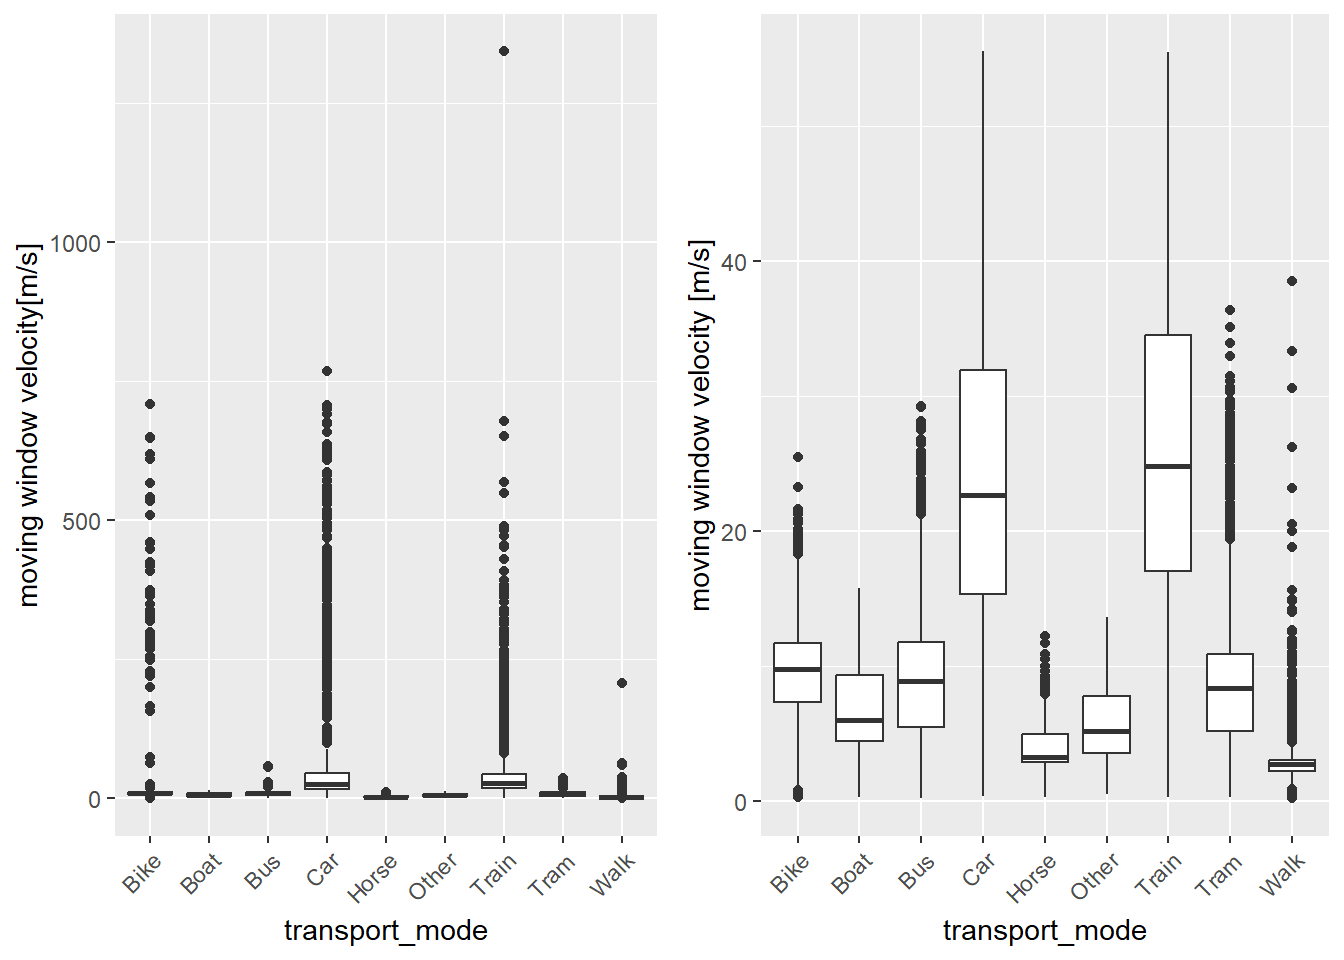 moving window velocity[m/s]
1000
500
0
Bike
Boat
Bus
Car
Horse
Other
Train
Tram
Walk
transport_mode
moving window velocity [m/s]
40
20
0
Bike
Boat
Bus
Car
Horse
Other
Train
Tram
Walk
transport_mode